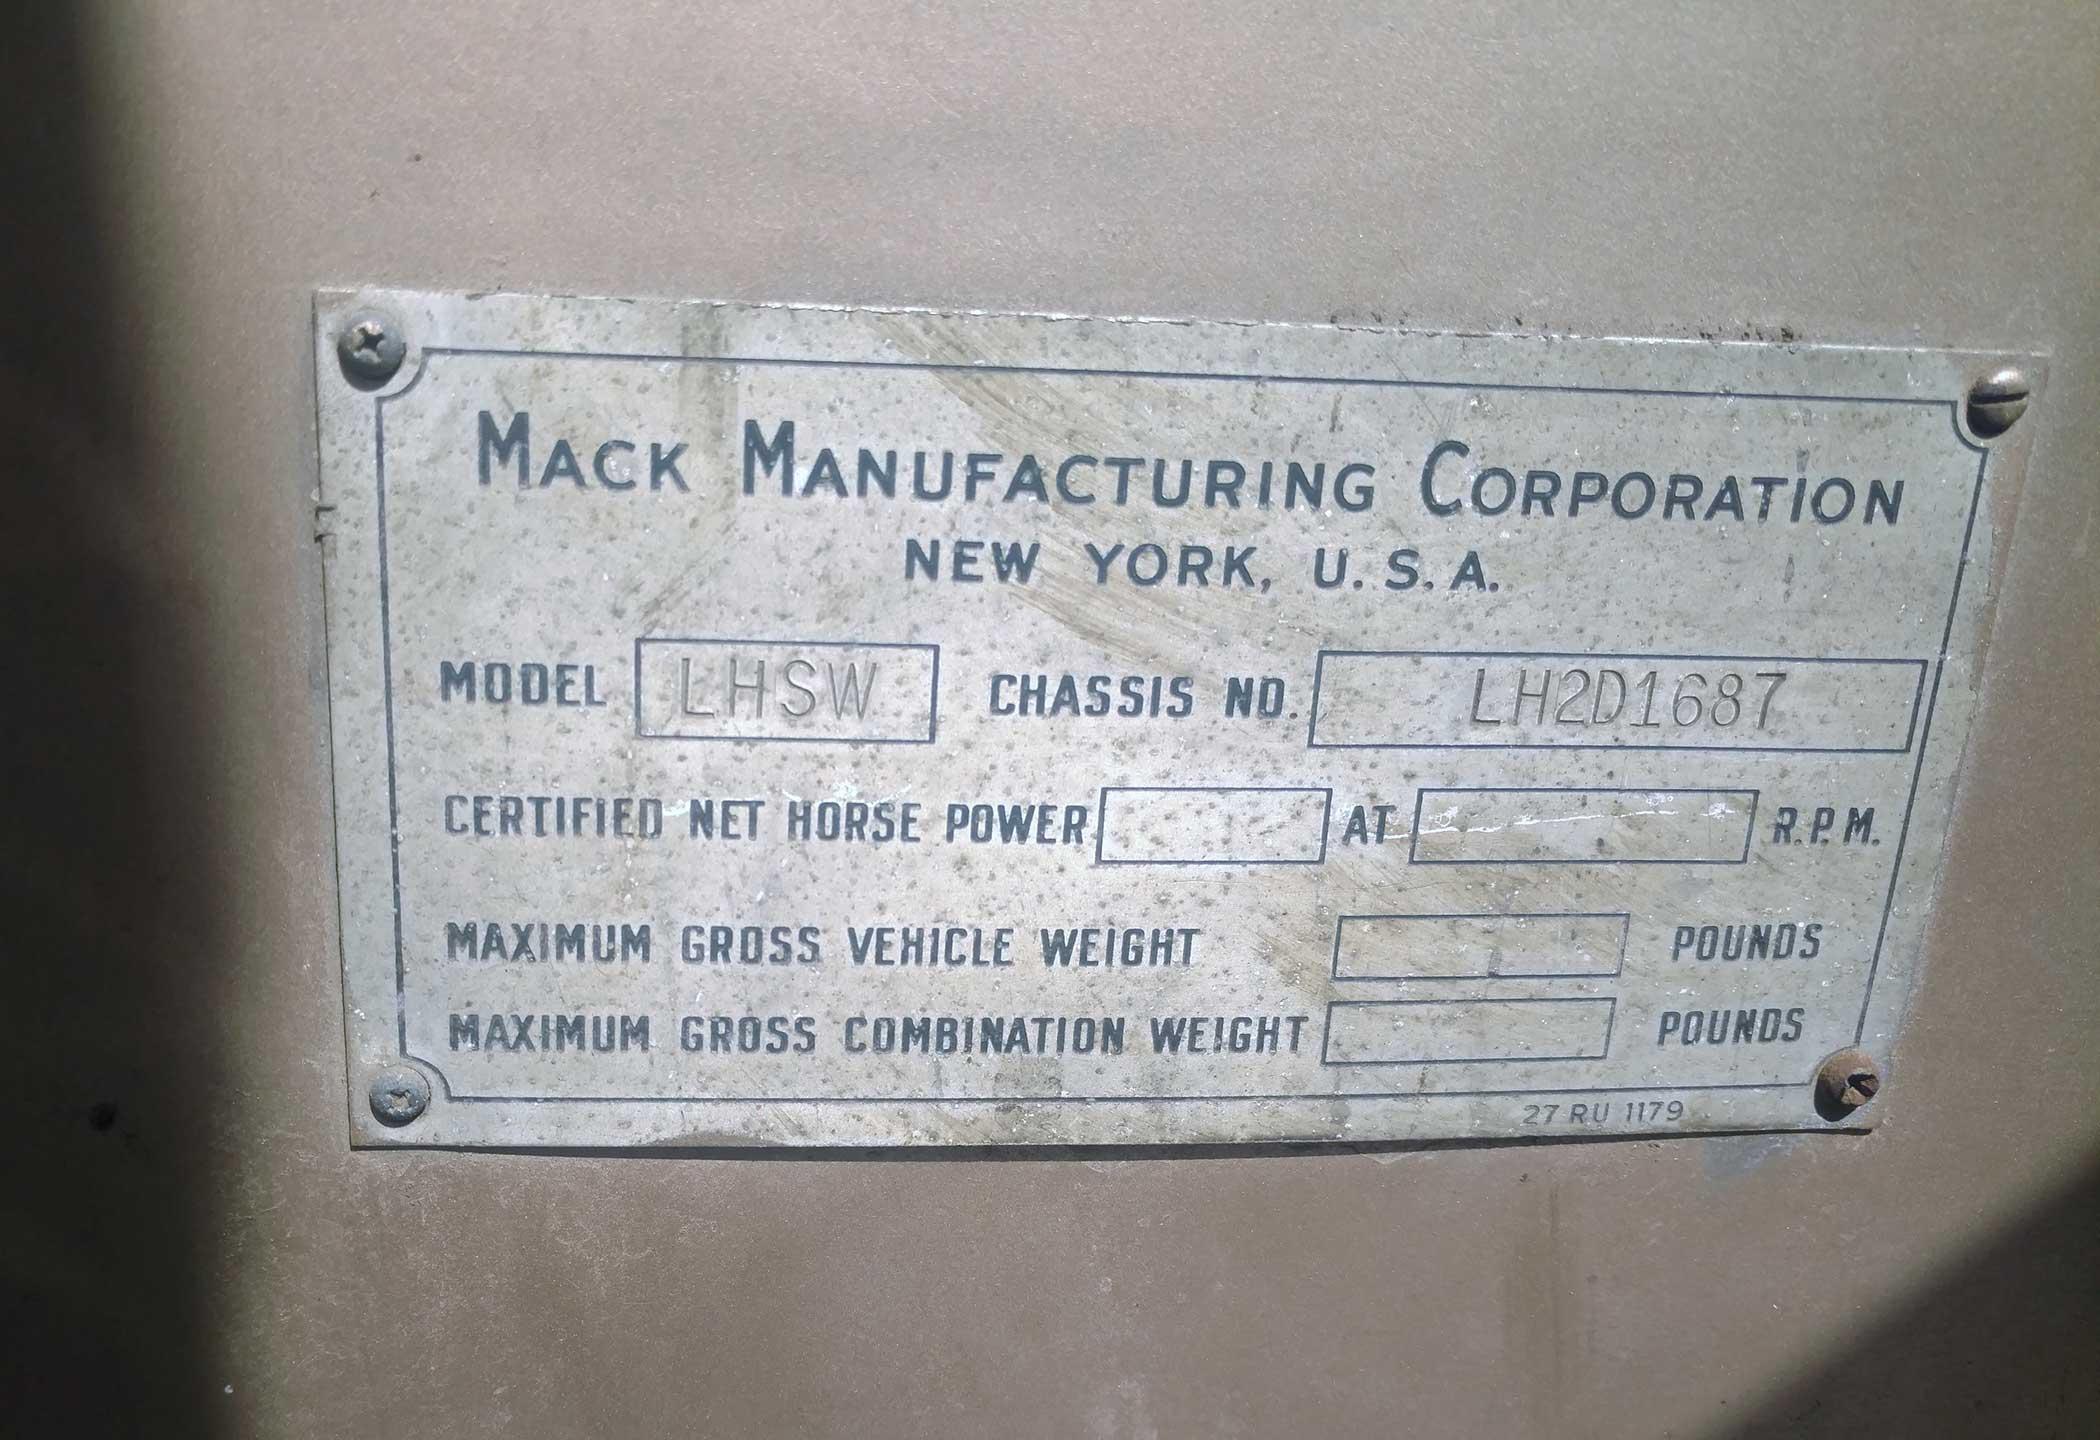 MACK MANUFACTURING CORPORATION
NEW YORK, U.S.A.
MODEL LHSW CHASSIS NO. LH2D1687
CERTIFIED NET HORSE POWER AT R.P.M.
MAXIMUM GROSS VEHICLE WEIGHT POUNDS
MAXIMUM GROSS COMBINATION WEIGHT POUNDS
27 RU 1179